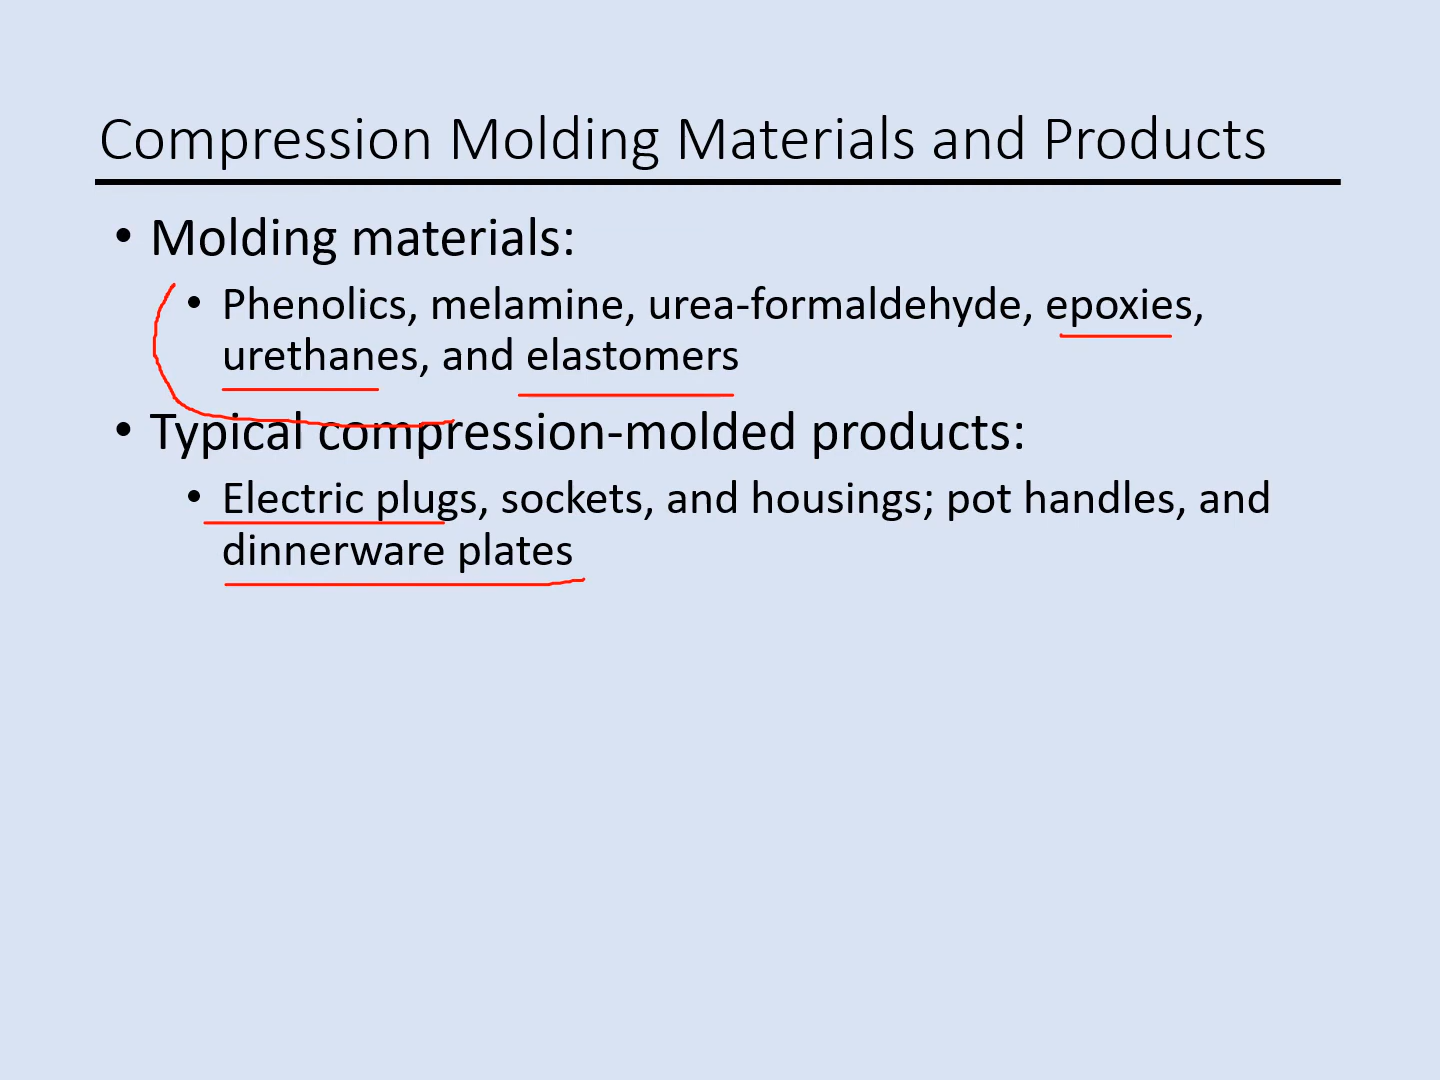 Compression Molding Materials and Products
• Molding materials:
• Phenolics, melamine, urea-formaldehyde, epoxies,
urethanes, and elastomers
• Typical compression-molded products:
• Electric plugs, sockets, and housings; pot handles, and
dinnerware plates